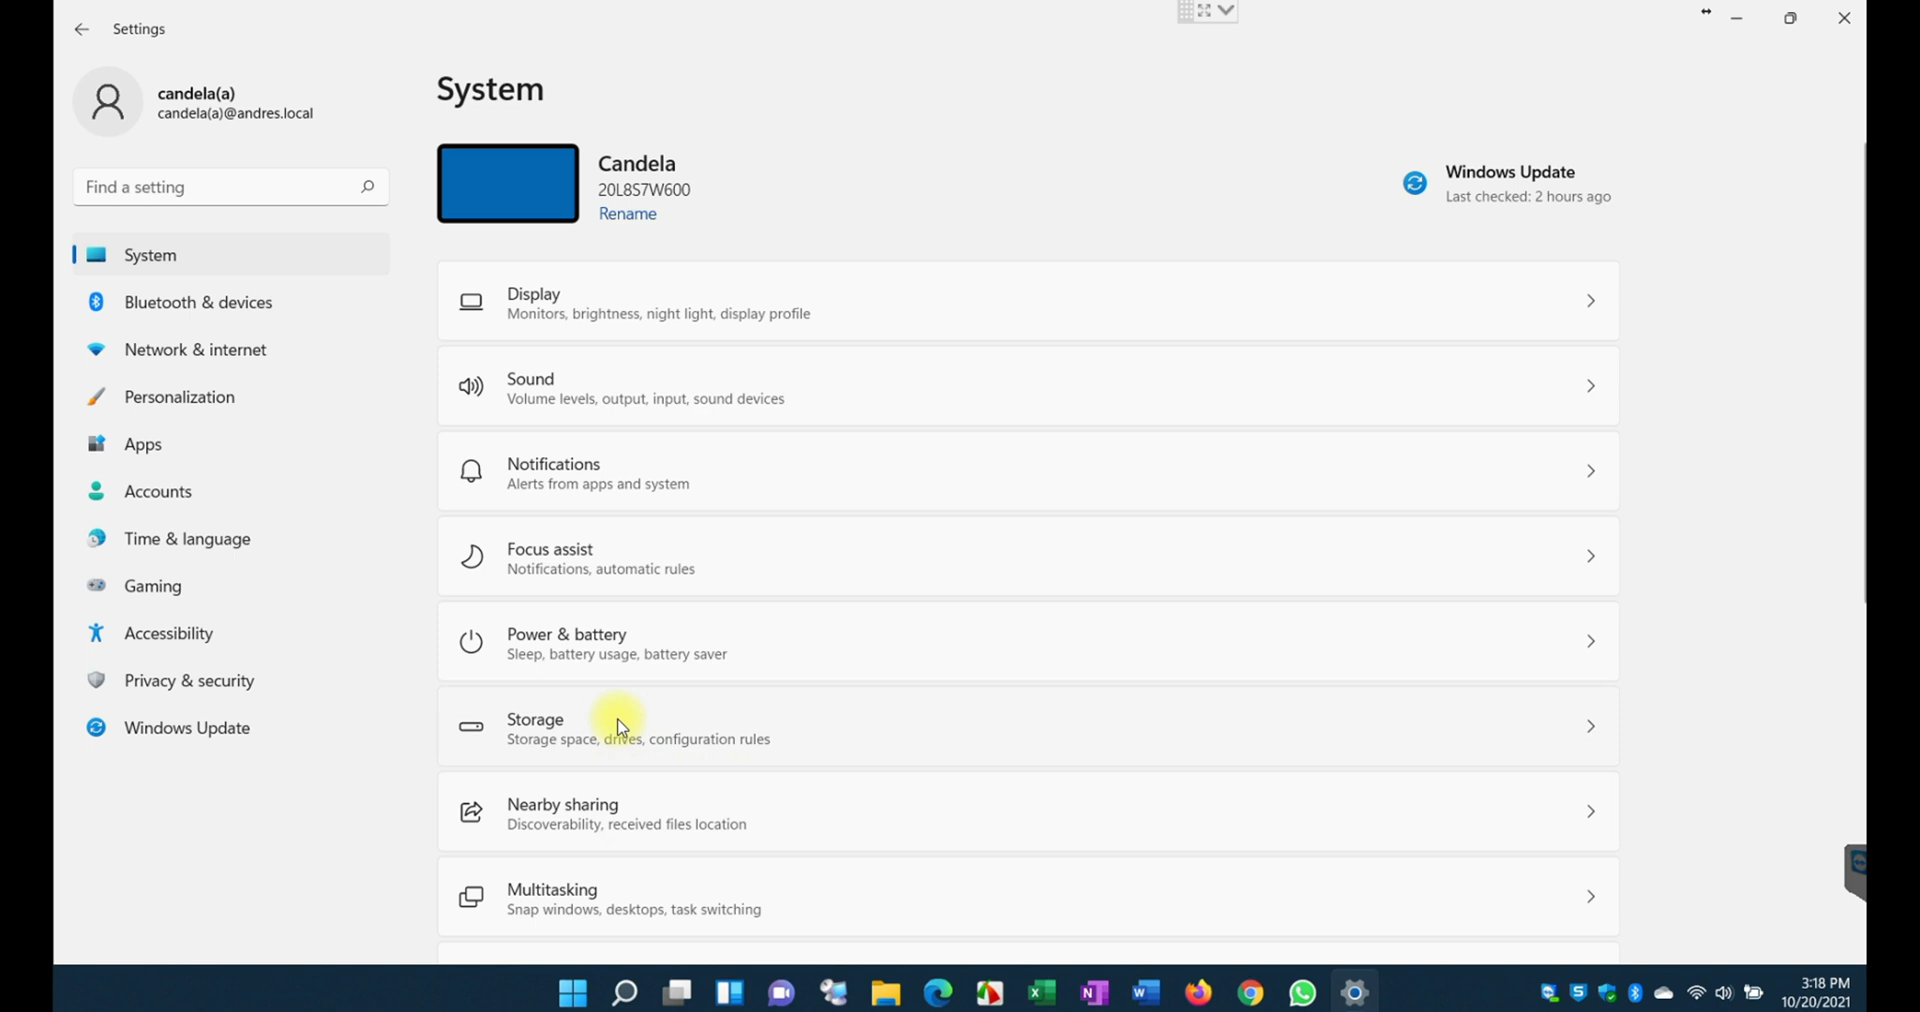 Settings
candela(a)
candela(a)@andres.local
Find a setting
System
Bluetooth & devices
Network & internet
Personalization
Apps
Accounts
Time & language
Gaming
Accessibility
Privacy & security
Windows Update
System
Candela
20L8S7W600
Rename
Windows Update
Last checked: 2 hours ago
Display
Monitors, brightness, night light, display profile
Sound
Volume levels, output, input, sound devices
Notifications
Alerts from apps and system
Focus assist
Notifications, automatic rules
Power & battery
Sleep, battery usage, battery saver
Storage
Storage space, drives, configuration rules
Nearby sharing
Discoverability, received files location
Multitasking
Snap windows, desktops, task switching
3:18 PM
10/20/2021